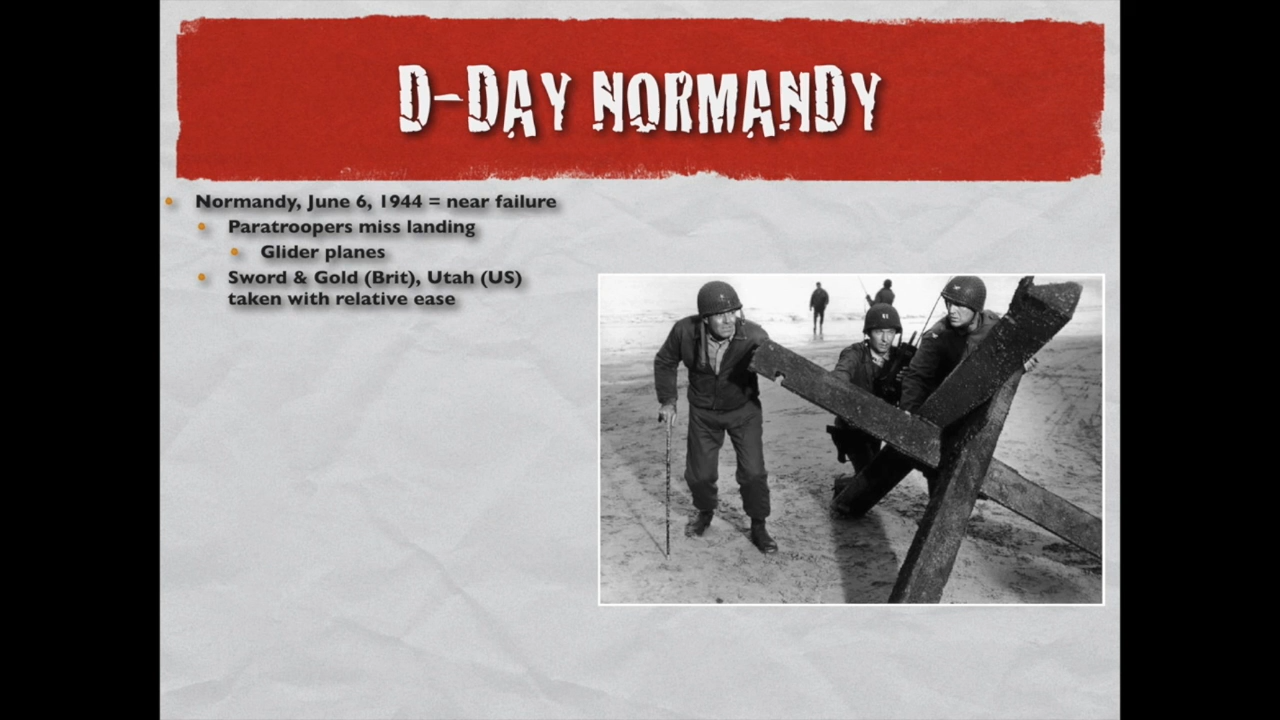 D-DAY NORMANDY
• Normandy, June 6, 1944 = near failure
• Paratroopers miss landing
• Glider planes
• Sword & Gold (Brit), Utah (US)
taken with relative ease